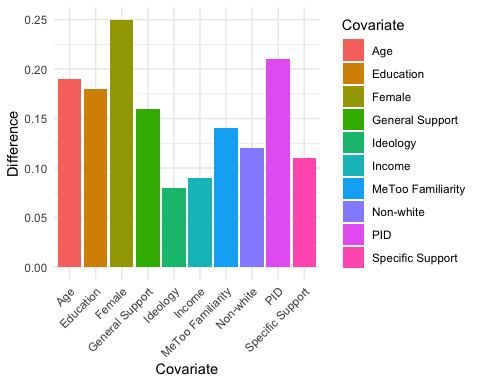 0.25
0.20
0.15
0.10
0.05
0.00
Difference
Age
Education
Female
General Support
Ideology
Income
MeToo Familiarity
Non-white
PID
Specific Support
Covariate
Covariate
Age
Education
Female
General Support
Ideology
Income
MeToo Familiarity
Non-white
PID
Specific Support